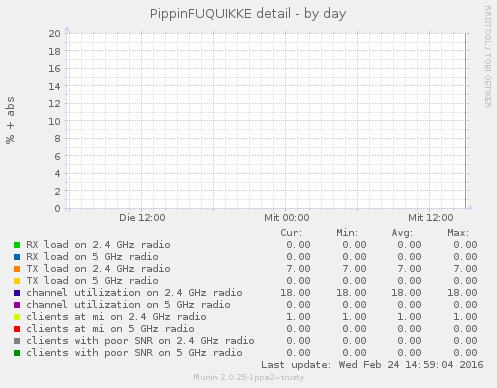 PippinFUQUIKKE detail - by day
RRDTOOL / TOBI OETIKER
% + abs
20
18
16
14
12
10
8
6
4
2
0
Die 12:00 Mit 00:00 Mit 12:00
Cur: Min: Avg: Max:
RX load on 2.4 GHz radio 0.00 0.00 0.00 0.00
RX load on 5 GHz radio 0.00 0.00 0.00 0.00
TX load on 2.4 GHz radio 7.00 7.00 7.00 7.00
TX load on 5 GHz radio 0.00 0.00 0.00 0.00
channel utilization on 2.4 GHz radio 18.00 18.00 18.00 18.00
channel utilization on 5 GHz radio 0.00 0.00 0.00 0.00
clients at mi on 2.4 GHz radio 1.00 1.00 1.00 1.00
clients at mi on 5 GHz radio 0.00 0.00 0.00 0.00
clients with poor SNR on 2.4 GHz radio 0.00 0.00 0.00 0.00
clients with poor SNR on 5 GHz radio 0.00 0.00 0.00 0.00
Last update: Wed Feb 24 14:59:04 2016
Munin 2.0.25-1ppa2~trusty